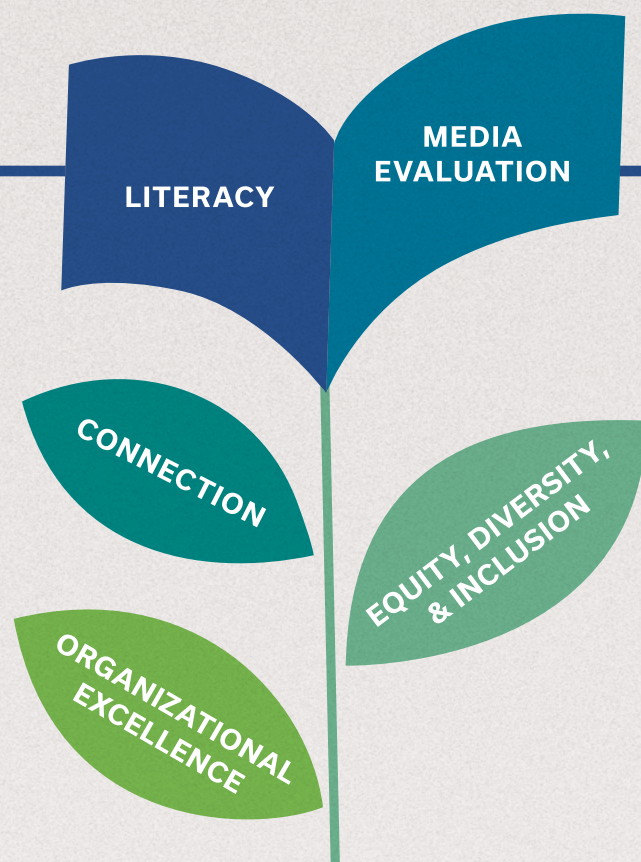 LITERACY
MEDIA
EVALUATION
CONNECTION
EQUITY, DIVERSITY,
& INCLUSION
ORGANIZATIONAL
EXCELLENCE